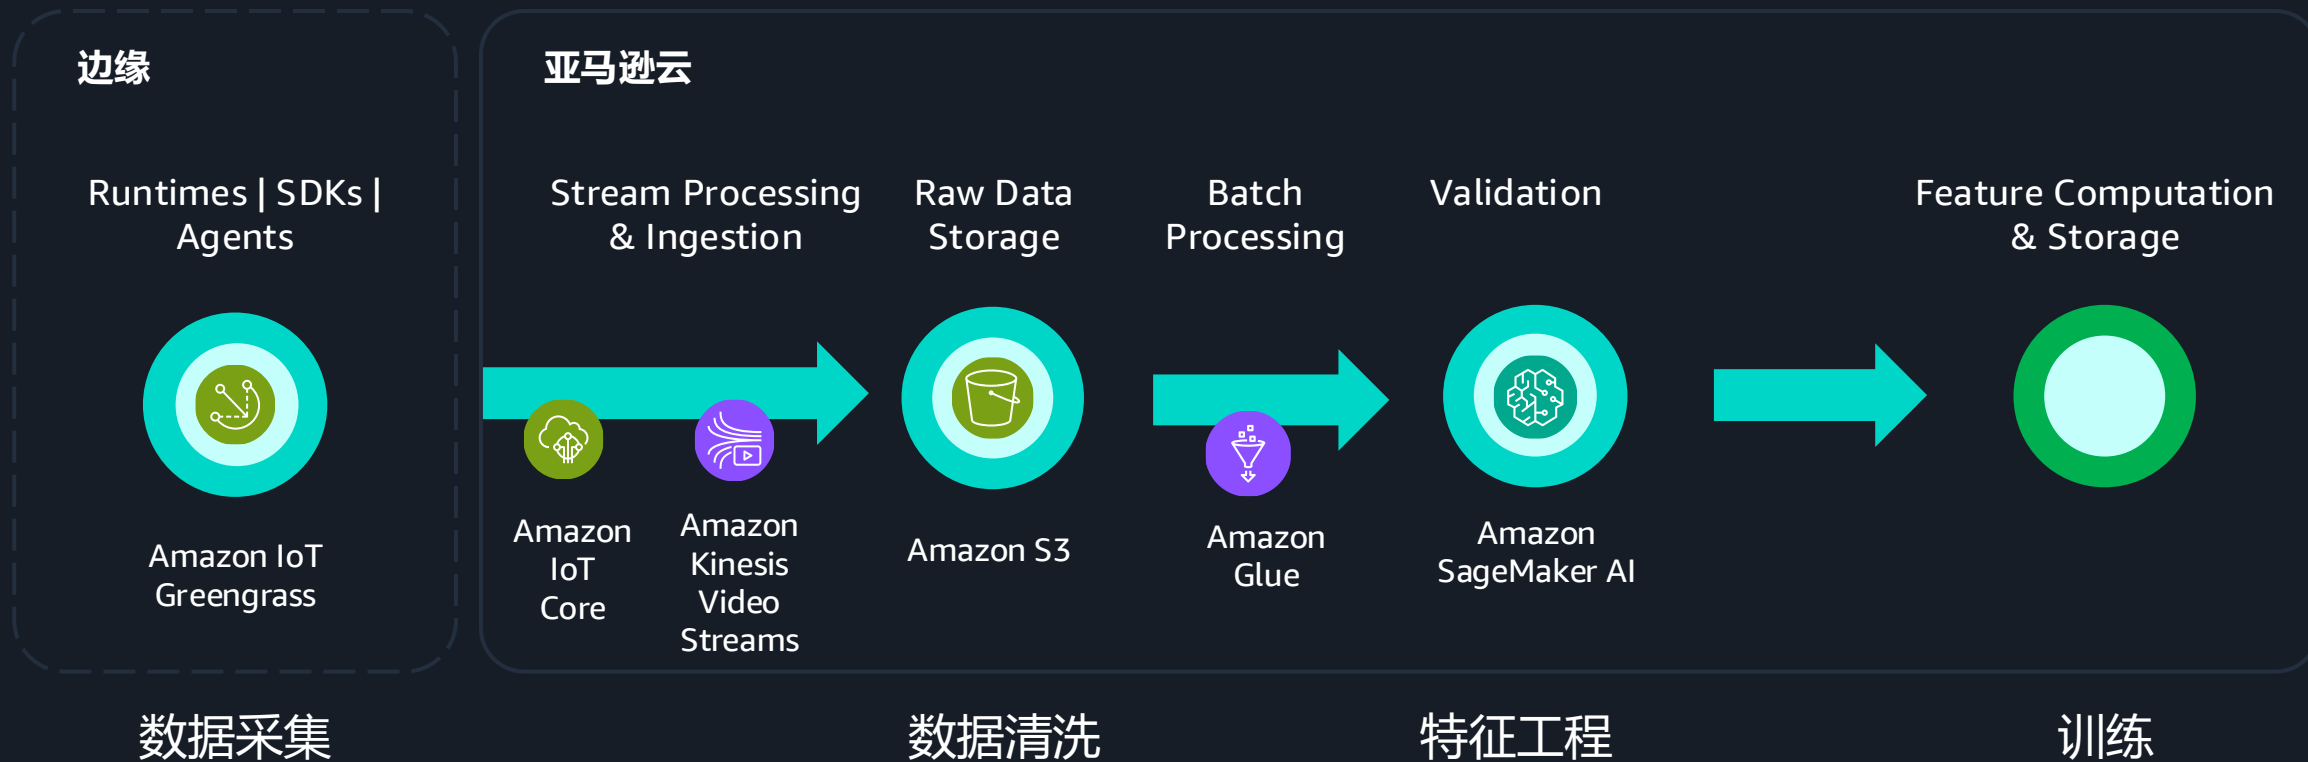 边缘
亚马逊云
Runtimes | SDKs |
Agents
Stream Processing
& Ingestion
Raw Data
Storage
Batch
Processing
Validation
Feature Computation
& Storage
Amazon IoT
Greengrass
Amazon
IoT
Core
Amazon
Kinesis
Video
Streams
Amazon S3
Amazon
Glue
Amazon
SageMaker AI
数据采集
数据清洗
特征工程
训练